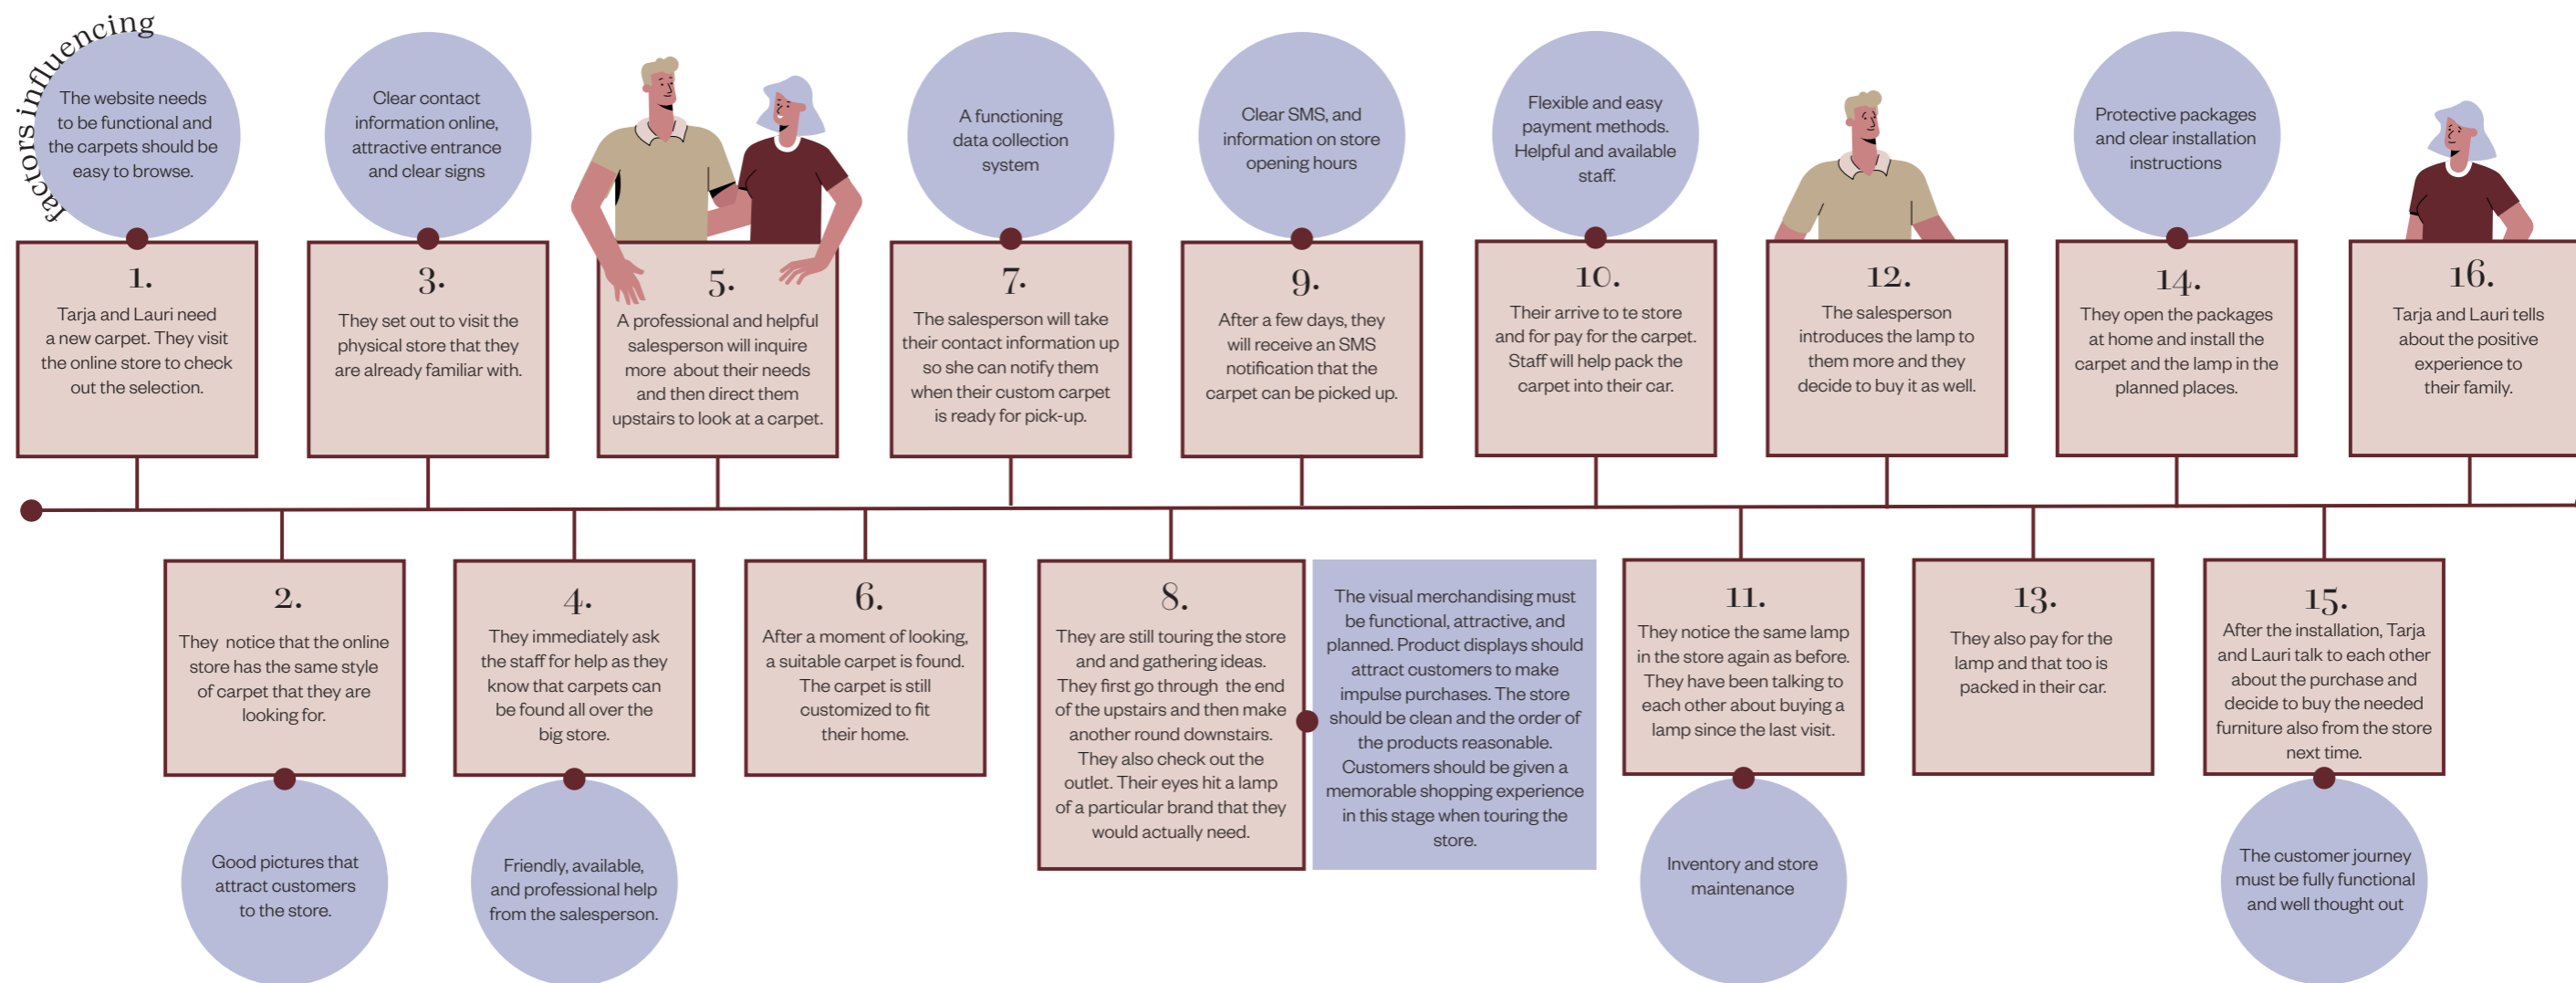 factors influencing
The website needs
to be functional and
the carpets should be
easy to browse.
1.
Tarja and Lauri need
a new carpet. They visit
the online store to check
out the selection.
2.
They notice that the online
store has the same style
of carpet that they are
looking for.
Good pictures that
attract customers
to the store.
Clear contact
information online,
attractive entrance
and clear signs
3.
They set out to visit the
physical store that they
are already familiar with.
4.
They immediately ask
the staff for help as they
know that carpets can
be found all over the
big store.
Friendly, available,
and professional help
from the salesperson.
5.
A professional and helpful
salesperson will inquire
more about their needs
and then direct them
upstairs to look at a carpet.
6.
After a moment of looking,
a suitable carpet is found.
The carpet is still
customized to fit
their home.
A functioning
data collection
system
7.
The salesperson will take
their contact information up
so she can notify them
when their custom carpet
is ready for pick-up.
8.
They are still touring the store
and and gathering ideas.
They first go through the end
of the upstairs and then make
another round downstairs.
They also check out the
outlet. Their eyes hit a lamp
of a particular brand that they
would actually need.
The visual merchandising must
be functional, attractive, and
planned. Product displays should
attract customers to make
impulse purchases. The store
should be clean and the order of
the products reasonable.
Customers should be given a
memorable shopping experience
in this stage when touring the
store.
Clear SMS, and
information on store
opening hours
9.
After a few days, they
will receive an SMS
notification that the
carpet can be picked up.
Flexible and easy
payment methods.
Helpful and available
staff.
10.
Their arrive to te store
and for pay for the carpet.
Staff will help pack the
carpet into their car.
11.
They notice the same lamp
in the store again as before.
They have been talking to
each other about buying a
lamp since the last visit.
Inventory and store
maintenance
12.
The salesperson
introduces the lamp to
them more and they
decide to buy it as well.
13.
They also pay for the
lamp and that too is
packed in their car.
Protective packages
and clear installation
instructions
14.
They open the packages
at home and install the
carpet and the lamp in the
planned places.
15.
After the installation, Tarja
and Lauri talk to each other
about the purchase and
decide to buy the needed
furniture also from the store
next time.
The customer journey
must be fully functional
and well thought out
16.
Tarja and Lauri tells
about the positive
experience to
their family.